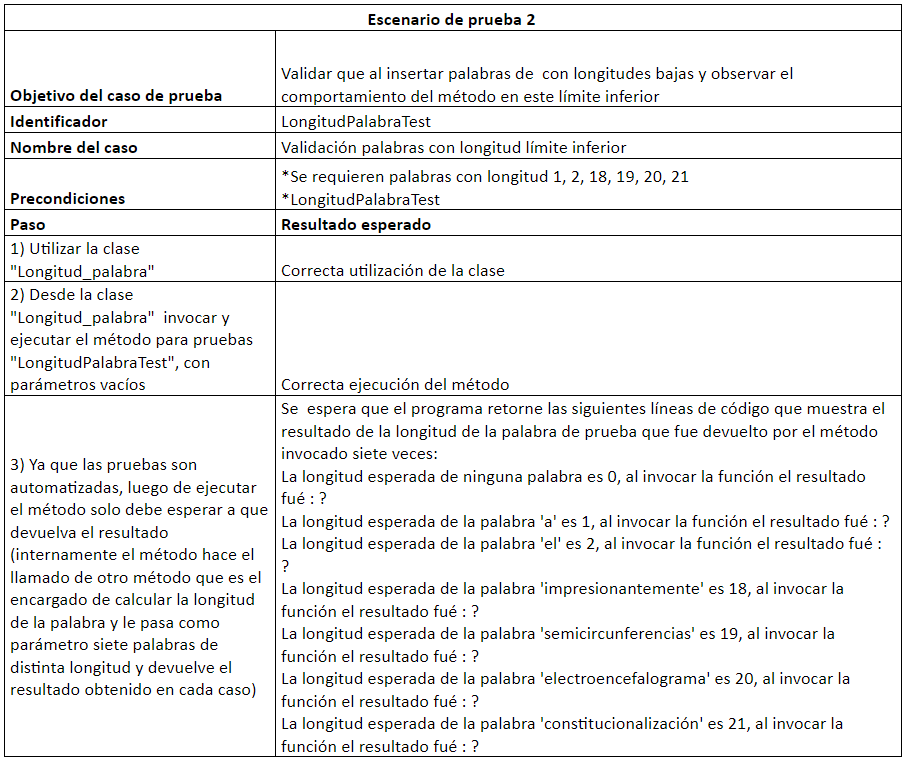 Escenario de prueba 2
Objetivo del caso de prueba
Validar que al insertar palabras de con longitudes bajas y observar el
comportamiento del método en este límite inferior
Identificador
LongitudPalabraTest
Nombre del caso
Validación palabras con longitud límite inferior
Precondiciones
*Se requieren palabras con longitud 1, 2, 18, 19, 20, 21
*LongitudPalabraTest
Paso
Resultado esperado
1) Utilizar la clase
"Longitud_palabra"
Correcta utilización de la clase
2) Desde la clase
"Longitud_palabra" invocar y
ejecutar el método para pruebas
"LongitudPalabraTest", con
parámetros vacíos
Correcta ejecución del método
3) Ya que las pruebas son
automatizadas, luego de ejecutar
el método solo debe esperar a que
devuelva el resultado
(internamente el método hace el
llamado de otro método que es el
encargado de calcular la longitud
de la palabra y le pasa como
parámetro siete palabras de
distinta longitud y devuelve el
resultado obtenido en cada caso)
Se espera que el programa retorne las siguientes líneas de código que muestra el
resultado de la longitud de la palabra de prueba que fue devuelto por el método
invocado siete veces:
La longitud esperada de ninguna palabra es 0, al invocar la función el resultado
fué : ?
La longitud esperada de la palabra 'a' es 1, al invocar la función el resultado fué : ?
La longitud esperada de la palabra 'el' es 2, al invocar la función el resultado fué :
?
La longitud esperada de la palabra 'impresionantemente' es 18, al invocar la
función el resultado fué : ?
La longitud esperada de la palabra 'semicircunferencias' es 19, al invocar la
función el resultado fué : ?
La longitud esperada de la palabra 'electroencefalograma' es 20, al invocar la
función el resultado fué : ?
La longitud esperada de la palabra 'constitucionalización' es 21, al invocar la
función el resultado fué : ?